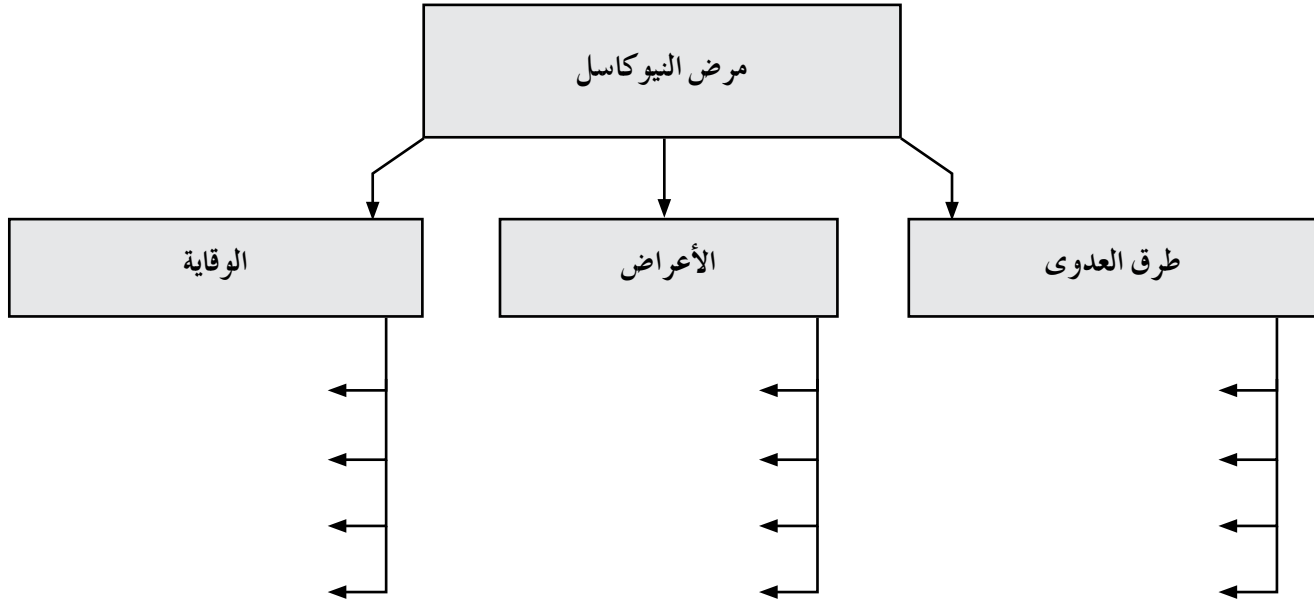 مرض النيوكاسل
طرق العدوى
الأعراض
الوقاية